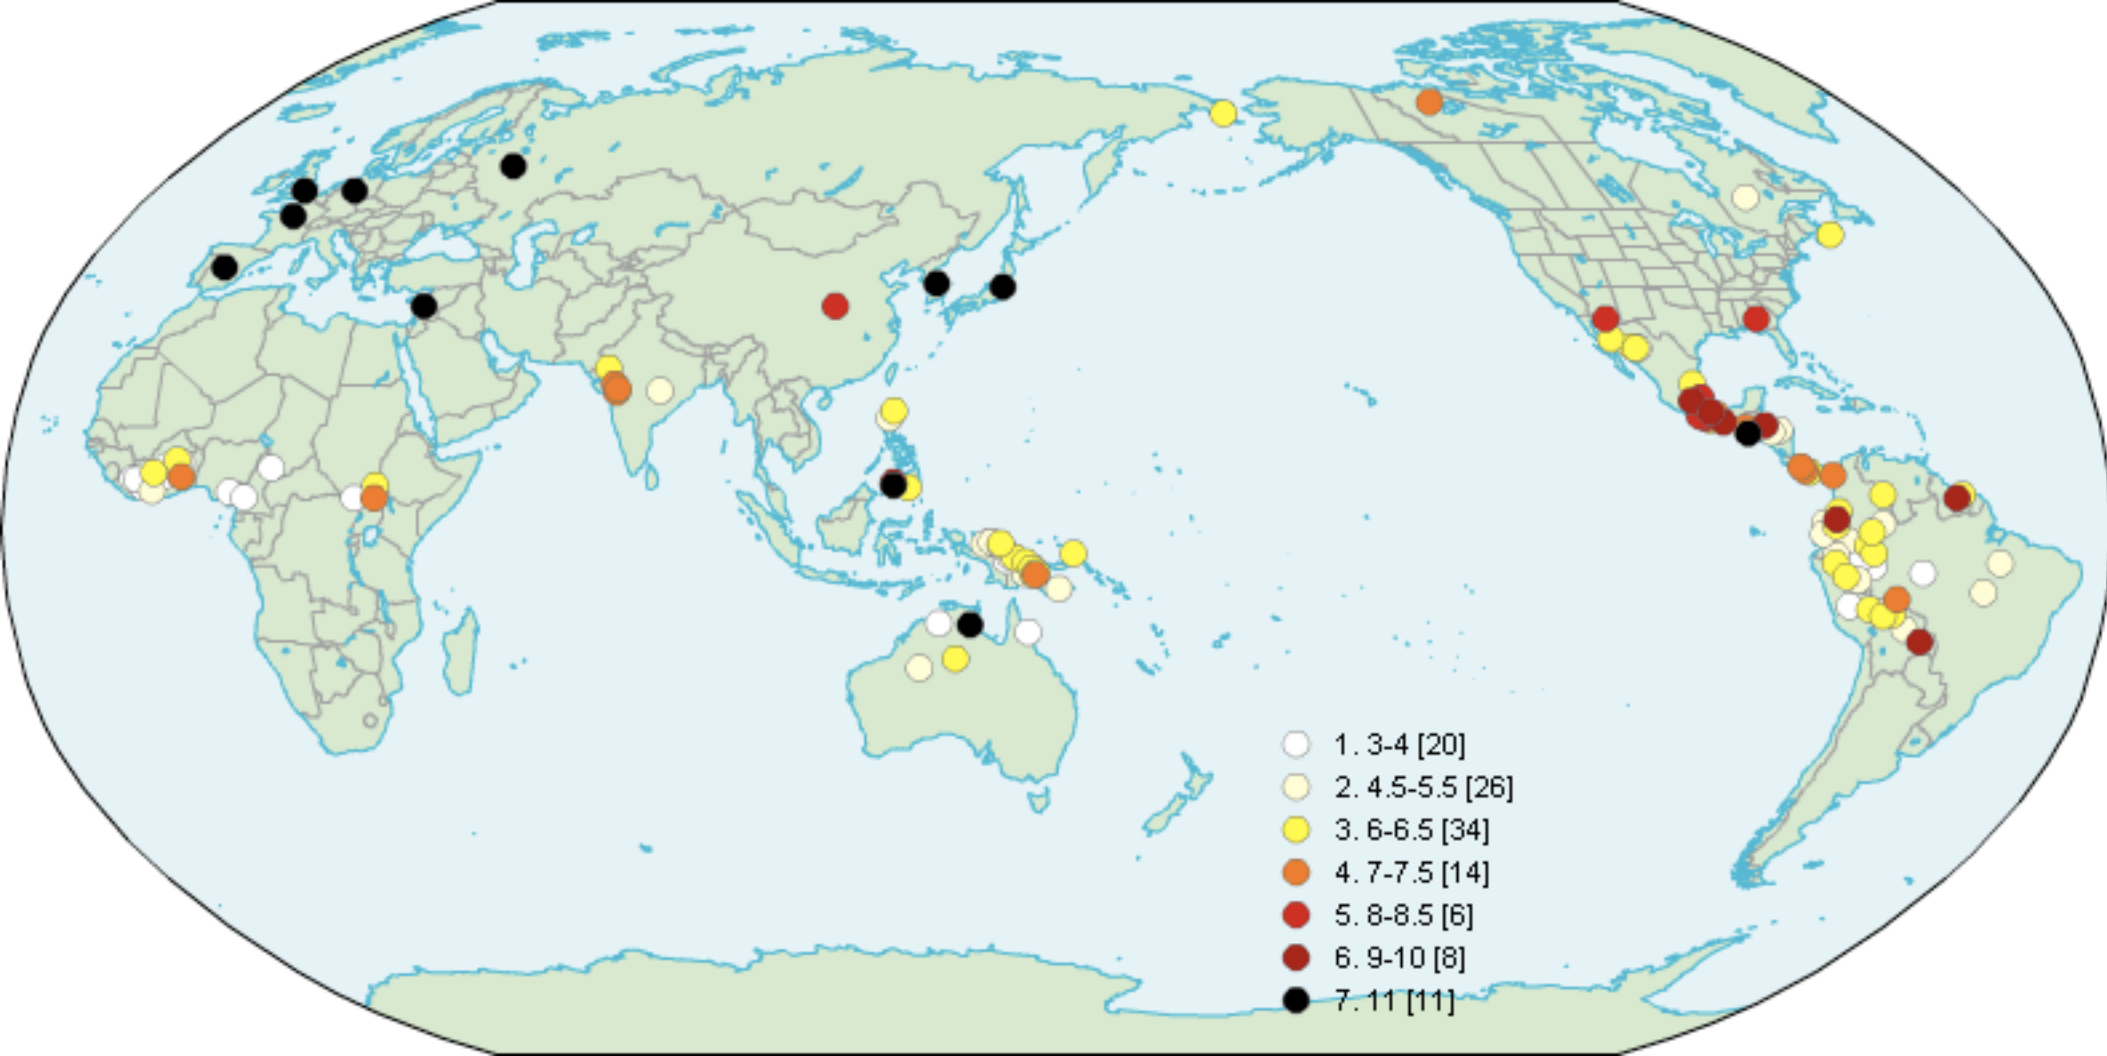 1. 3-4 [20]
2. 4.5-5.5 [26]
3. 6-6.5 [34]
4. 7-7.5 [14]
5. 8-8.5 [6]
6. 9-10 [8]
7. 11 [11]